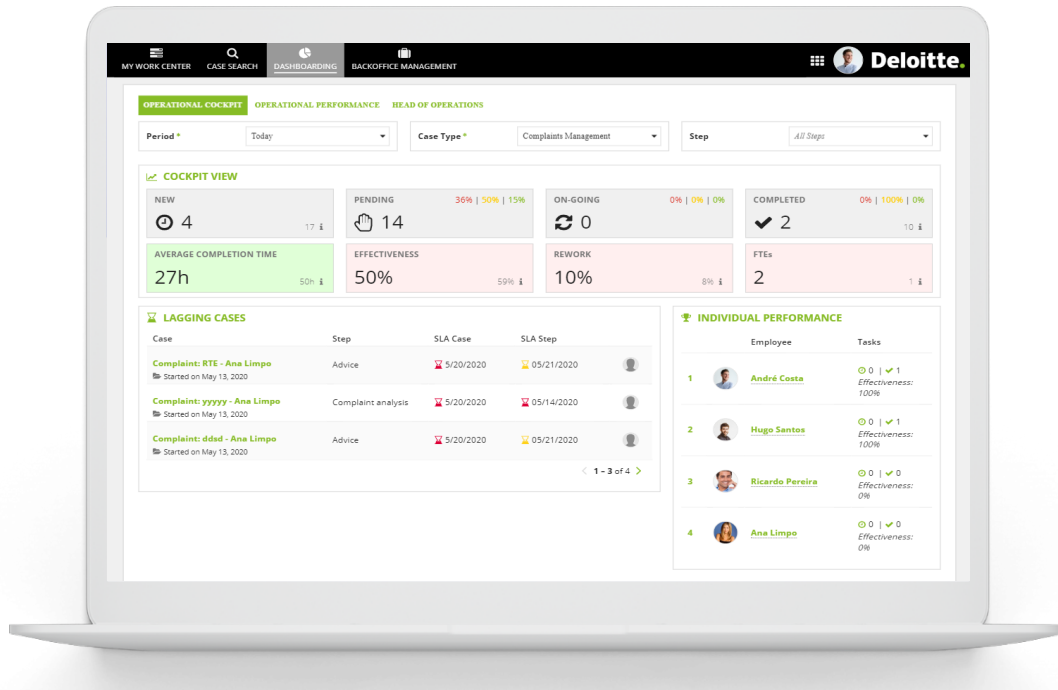 MY WORK CENTER CASE SEARCH DASHBOARDING BACKOFFICE MANAGEMENT Deloitte.
OPERATIONAL COCKPIT OPERATIONAL PERFORMANCE HEAD OF OPERATIONS
Period * Today Case Type * Complaints Management Step All Steps
COCKPIT VIEW
NEW PENDING 36% | 50% | 15% ON-GOING 0% | 0% | 0% COMPLETED 0% | 100% | 0%
4 17 i 14 0 2 10 i
AVERAGE COMPLETION TIME EFFECTIVENESS REWORK FTEs
27h 50h i 50% 59% i 10% 8% i 2 1 i
LAGGING CASES
Case Step SLA Case SLA Step
Complaint: RTE - Ana Limpo Advice 5/20/2020 05/21/2020
Started on May 13, 2020
Complaint: yyyyy - Ana Limpo Complaint analysis 5/20/2020 05/14/2020
Started on May 13, 2020
Complaint: ddsd - Ana Limpo Advice 5/20/2020 05/21/2020
Started on May 13, 2020
1 – 3 of 4
INDIVIDUAL PERFORMANCE
Employee Tasks
1 André Costa 0 | 1
Effectiveness:
100%
2 Hugo Santos 0 | 1
Effectiveness:
100%
3 Ricardo Pereira 0 | 0
Effectiveness:
0%
4 Ana Limpo 0 | 0
Effectiveness:
0%